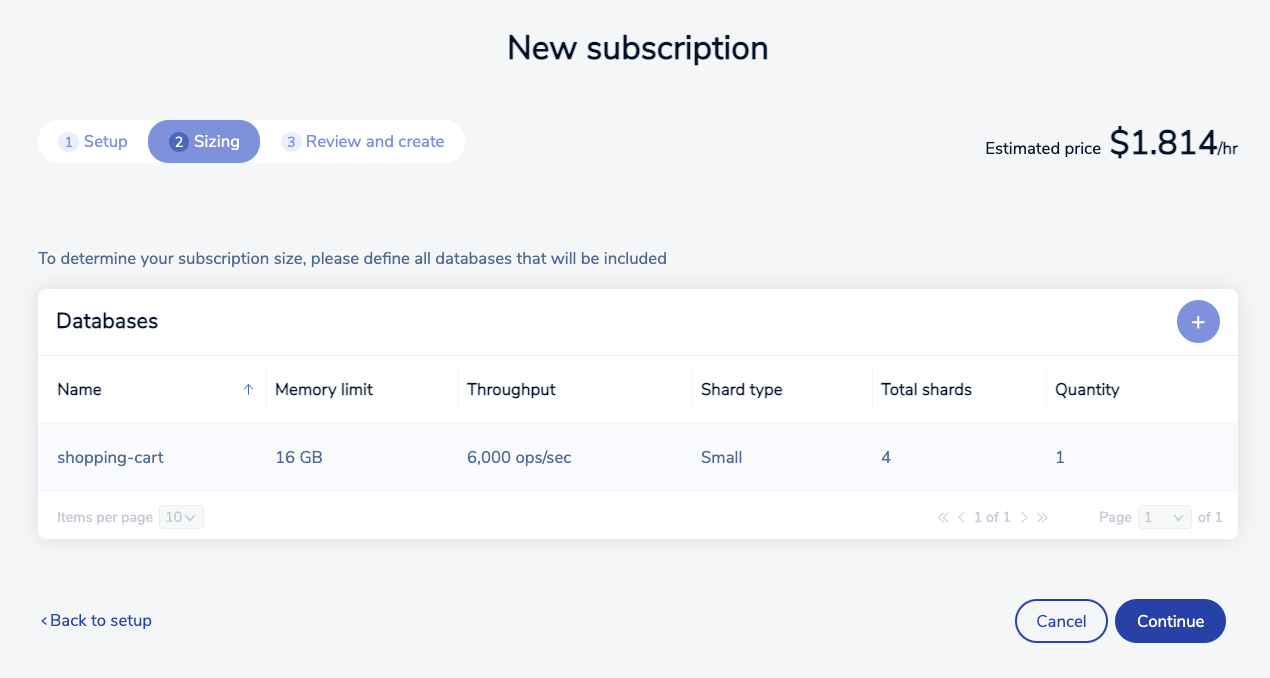 New subscription
1 Setup 2 Sizing 3 Review and create
Estimated price $1.814/hr
To determine your subscription size, please define all databases that will be included
Databases +
Name ↑ Memory limit Throughput Shard type Total shards Quantity
shopping-cart 16 GB 6,000 ops/sec Small 4 1
Items per page 10 « < 1 of 1 > » Page 1 of 1
< Back to setup Cancel Continue